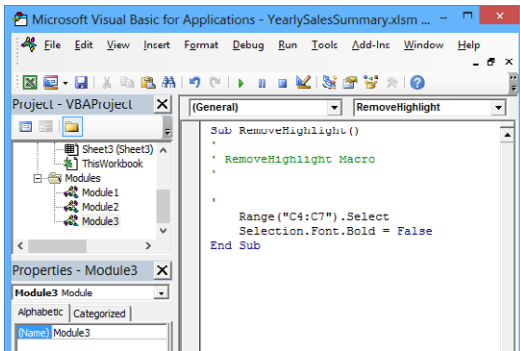 Microsoft Visual Basic for Applications - YearlySalesSummary.xlsm ...
File Edit View Insert Format Debug Run Tools Add-Ins Window Help
Project - VBAProject
Sheet3 (Sheet3)
ThisWorkbook
Modules
Module1
Module2
Module3
Properties - Module3
Module3 Module
Alphabetic Categorized
(Name) Module3
(General) RemoveHighlight
Sub RemoveHighlight()
'
' RemoveHighlight Macro
'
'
Range("C4:C7").Select
Selection.Font.Bold = False
End Sub